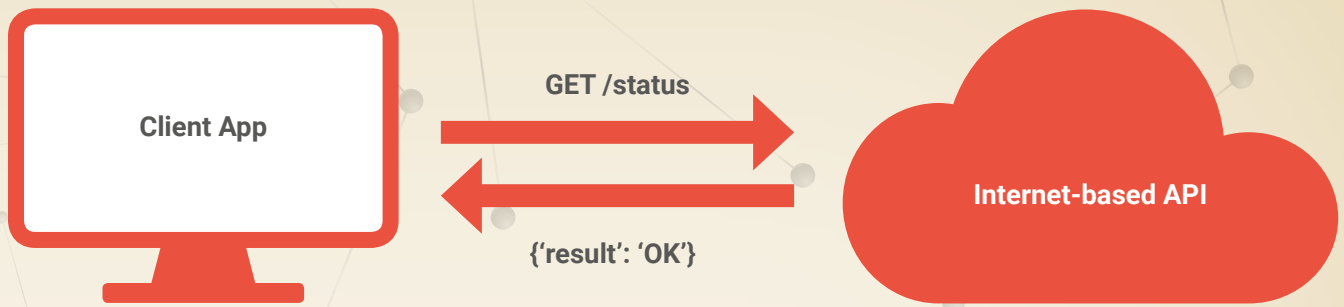 Client App
GET /status
{‘result’: ‘OK’}
Internet-based API